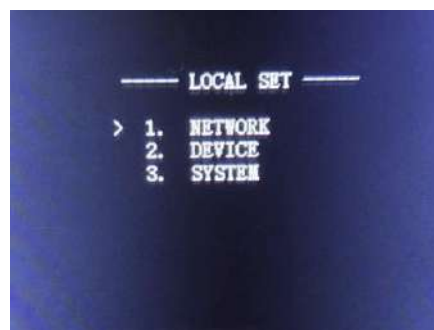 ——— LOCAL SET ———
> 1. NETWORK
2. DEVICE
3. SYSTEM